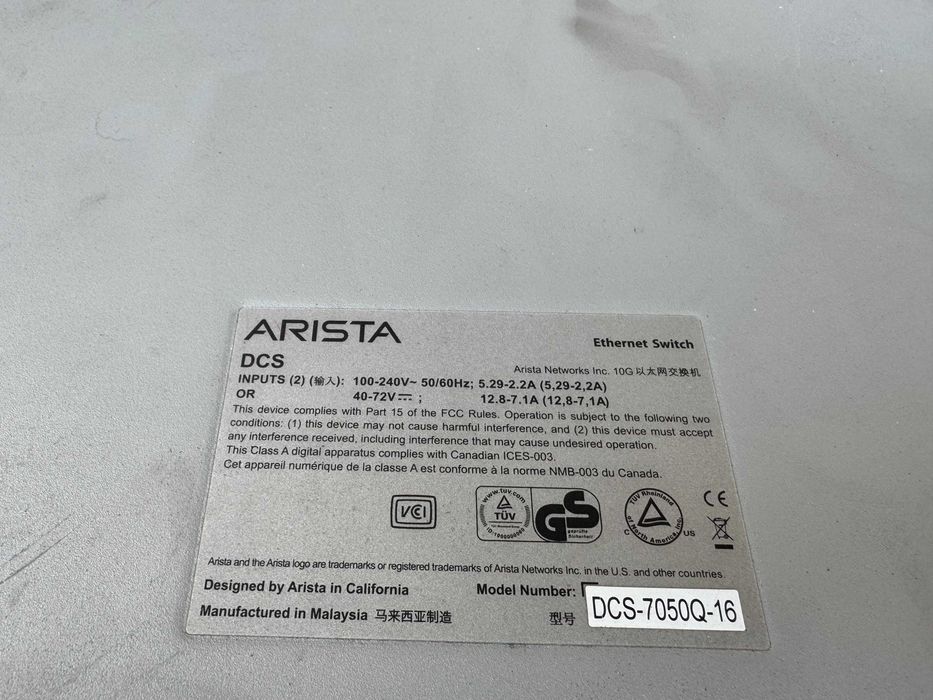 ARISTA
Ethernet Switch
DCS
Arista Networks Inc. 10G 以太网交换机
INPUTS (2) (输入): 100-240V~ 50/60Hz; 5.29-2.2A (5,29-2,2A)
OR 40-72V⎓ ; 12.8-7.1A (12,8-7,1A)
This device complies with Part 15 of the FCC Rules. Operation is subject to the following two
conditions: (1) this device may not cause harmful interference, and (2) this device must accept
any interference received, including interference that may cause undesired operation.
This Class A digital apparatus complies with Canadian ICES-003.
Cet appareil numérique de la classe A est conforme à la norme NMB-003 du Canada.
VCI
www.tuv.com
TÜV
ID:1000000000
GS
geprüfte
Sicherheit
TÜV Rheinland
of North America, Inc.
C US
CE
Arista and the Arista logo are trademarks or registered trademarks of Arista Networks Inc. in the U.S. and other countries.
Designed by Arista in California
Model Number:
Manufactured in Malaysia 马来西亚制造
型号 DCS-7050Q-16